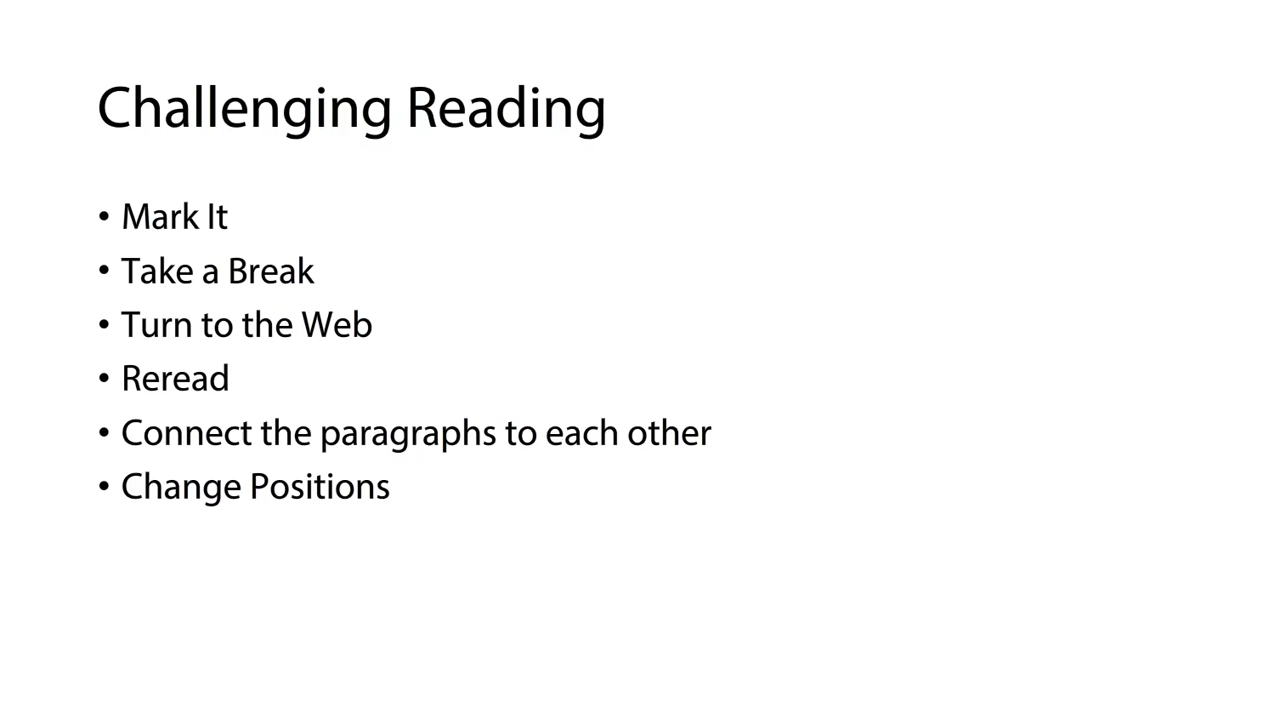 Challenging Reading
• Mark It
• Take a Break
• Turn to the Web
• Reread
• Connect the paragraphs to each other
• Change Positions